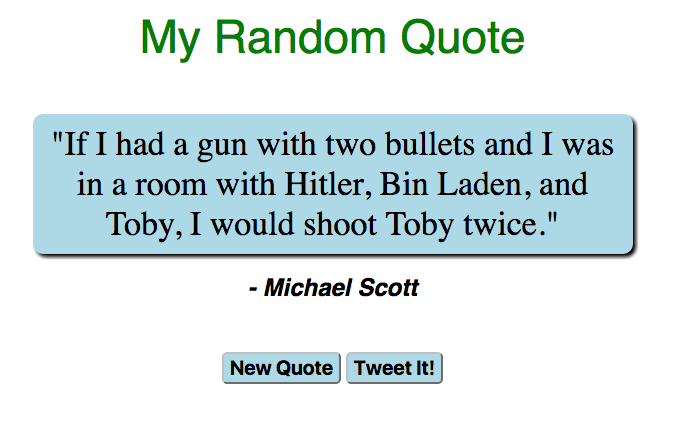 My Random Quote
"If I had a gun with two bullets and I was
in a room with Hitler, Bin Laden, and
Toby, I would shoot Toby twice."
- Michael Scott
New Quote Tweet It!